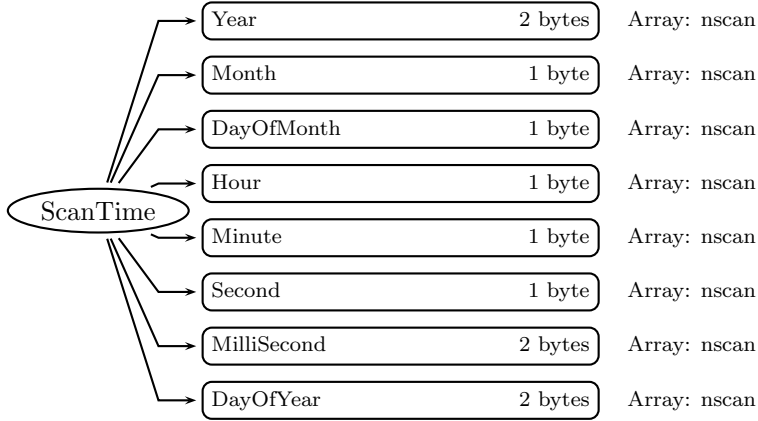 Year 2 bytes Array: nscan
Month 1 byte Array: nscan
DayOfMonth 1 byte Array: nscan
Hour 1 byte Array: nscan
ScanTime
Minute 1 byte Array: nscan
Second 1 byte Array: nscan
MilliSecond 2 bytes Array: nscan
DayOfYear 2 bytes Array: nscan